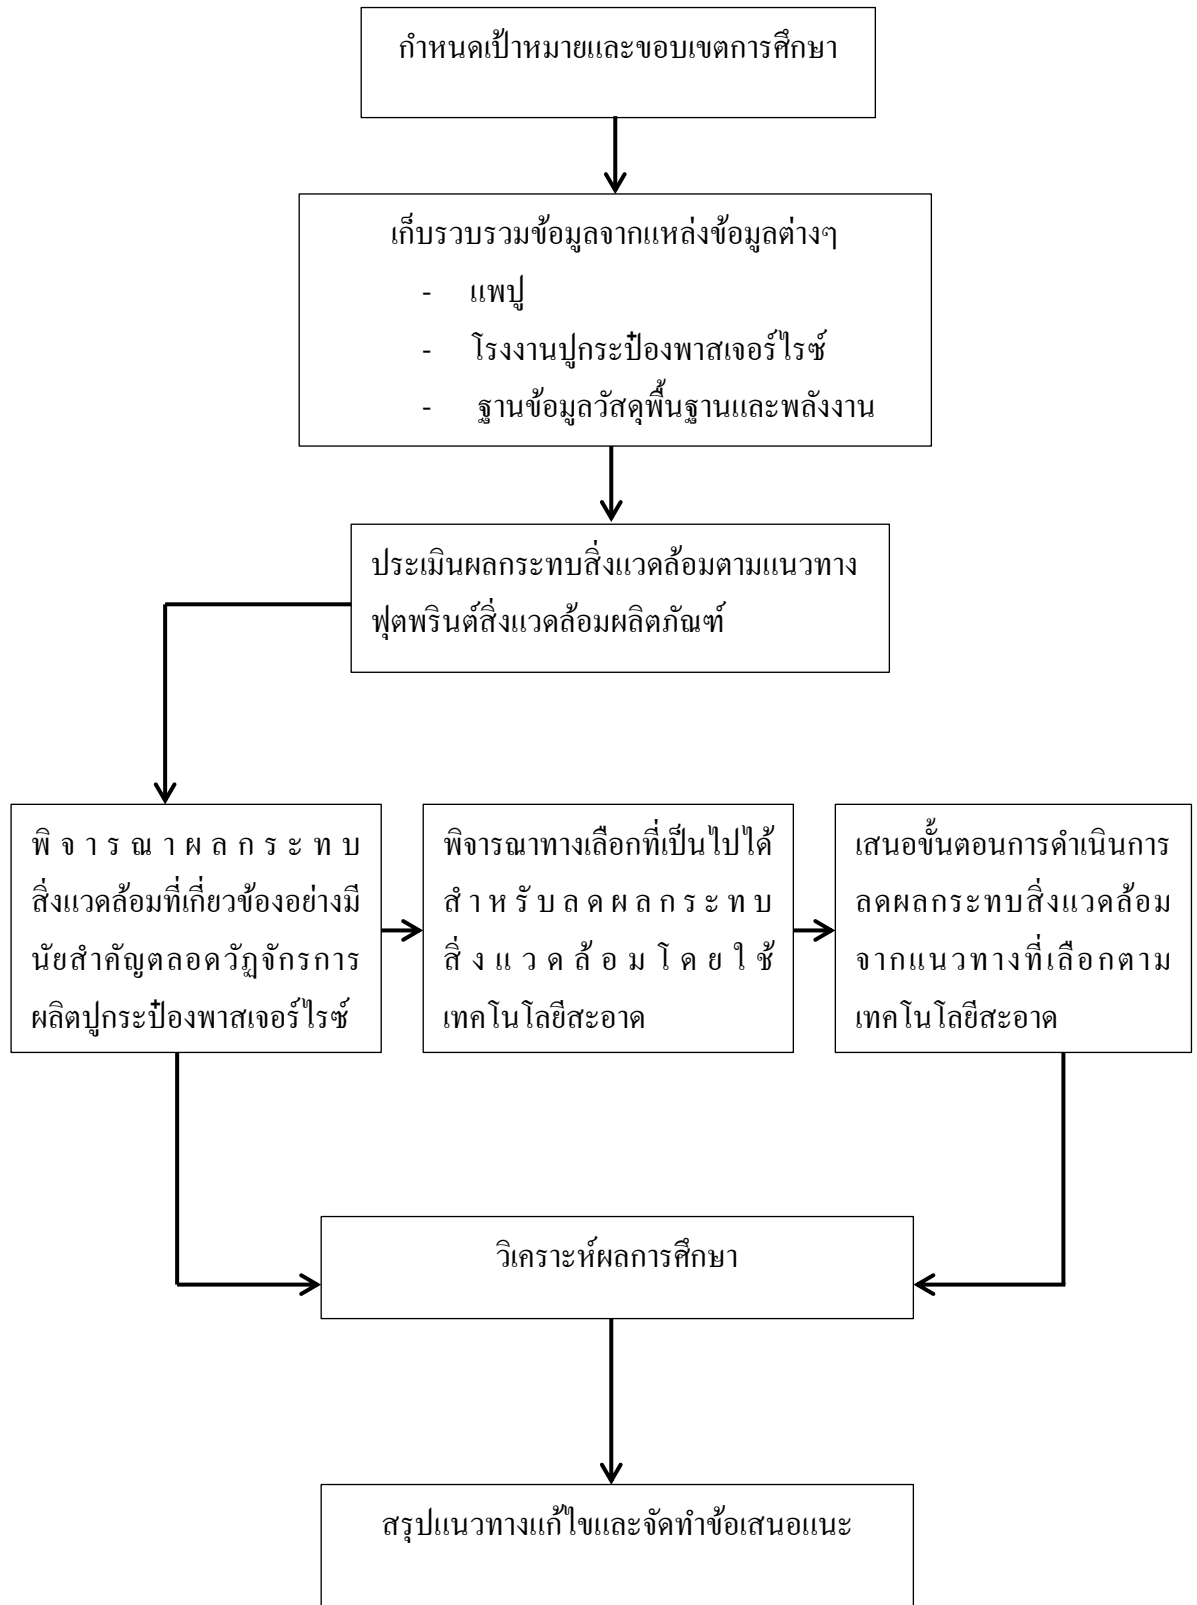 กำหนดเป้าหมายและขอบเขตการศึกษา
เก็บรวบรวมข้อมูลจากแหล่งข้อมูลต่างๆ
- แพปู
- โรงงานปูกระป๋องพาสเจอร์ไรซ์
- ฐานข้อมูลวัสดุพื้นฐานและพลังงาน
ประเมินผลกระทบสิ่งแวดล้อมตามแนวทาง
ฟุตพรินต์สิ่งแวดล้อมผลิตภัณฑ์
พิจารณาผลกระทบ
สิ่งแวดล้อมที่เกี่ยวข้องอย่างมี
นัยสำคัญตลอดวัฏจักรการ
ผลิตปูกระป๋องพาสเจอร์ไรซ์
พิจารณาทางเลือกที่เป็นไปได้
สำหรับลดผลกระทบ
สิ่งแวดล้อมโดยใช้
เทคโนโลยีสะอาด
เสนอขั้นตอนการดำเนินการ
ลดผลกระทบสิ่งแวดล้อม
จากแนวทางที่เลือกตาม
เทคโนโลยีสะอาด
วิเคราะห์ผลการศึกษา
สรุปแนวทางแก้ไขและจัดทำข้อเสนอแนะ